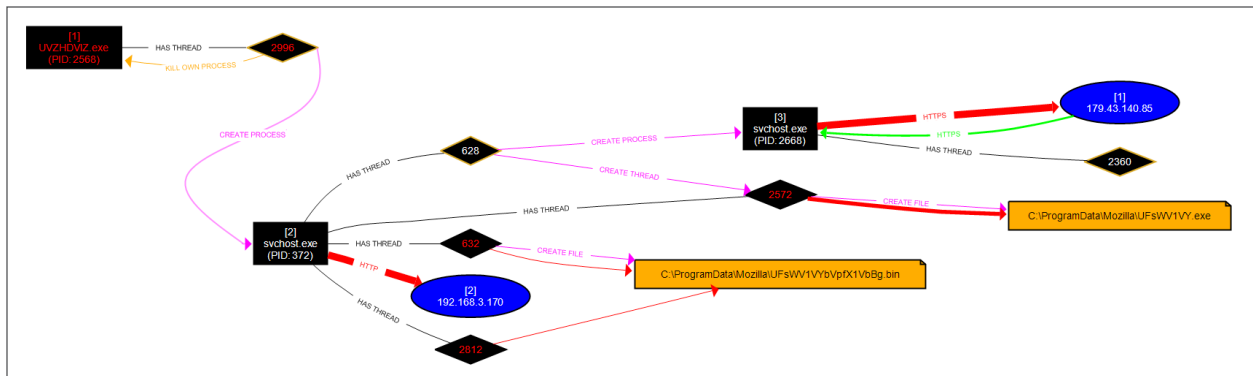 [1]
UVZHDVIZ.exe
(PID: 2568)
HAS THREAD
KILL OWN PROCESS
2996
CREATE PROCESS
[2]
svchost.exe
(PID: 372)
HAS THREAD
628
CREATE PROCESS
CREATE THREAD
[3]
svchost.exe
(PID: 2668)
HTTPS
HTTPS
[1]
179.43.140.85
HAS THREAD
2360
HAS THREAD
2572
CREATE FILE
C:\ProgramData\Mozilla\UFsWV1VY.exe
HAS THREAD
632
CREATE FILE
C:\ProgramData\Mozilla\UFsWV1VYbVpfX1VbBg.bin
HTTP
[2]
192.168.3.170
HAS THREAD
2812